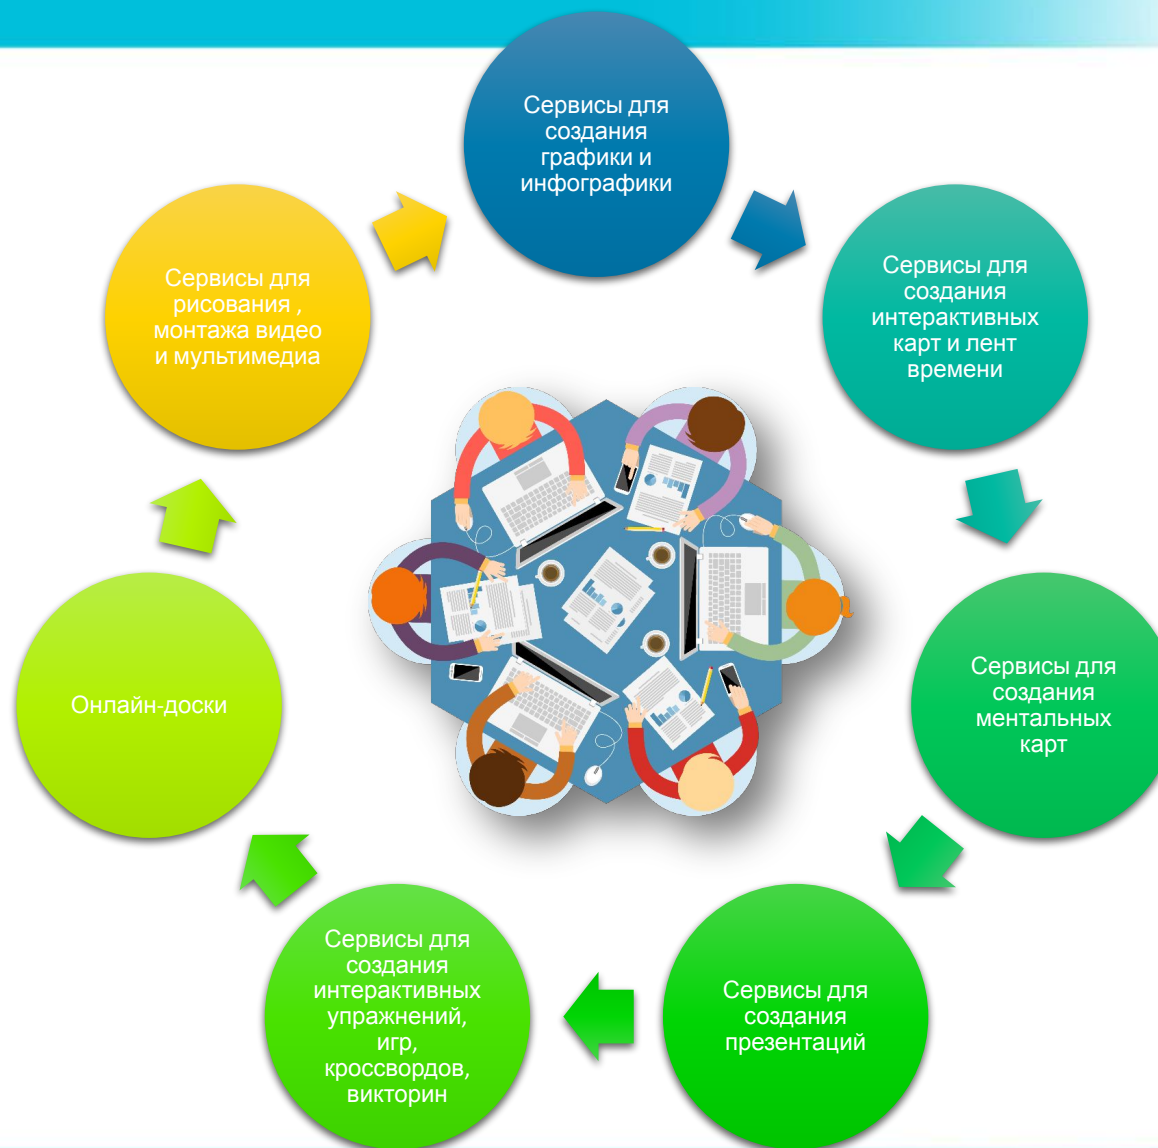 Сервисы для
создания
графики и
инфографики
Сервисы для
создания
интерактивных
карт и лент
времени
Сервисы для
создания
ментальных
карт
Сервисы для
создания
презентаций
Сервисы для
создания
интерактивных
упражнений,
игр,
кроссвордов,
викторин
Онлайн-доски
Сервисы для
рисования ,
монтажа видео
и мультимедиа